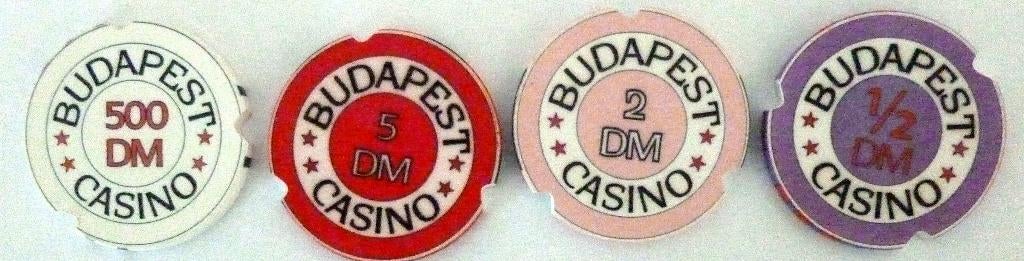 BUDAPEST
500
DM
CASINO
BUDAPEST
5
DM
CASINO
BUDAPEST
2
DM
CASINO
BUDAPEST
1/2
DM
CASINO